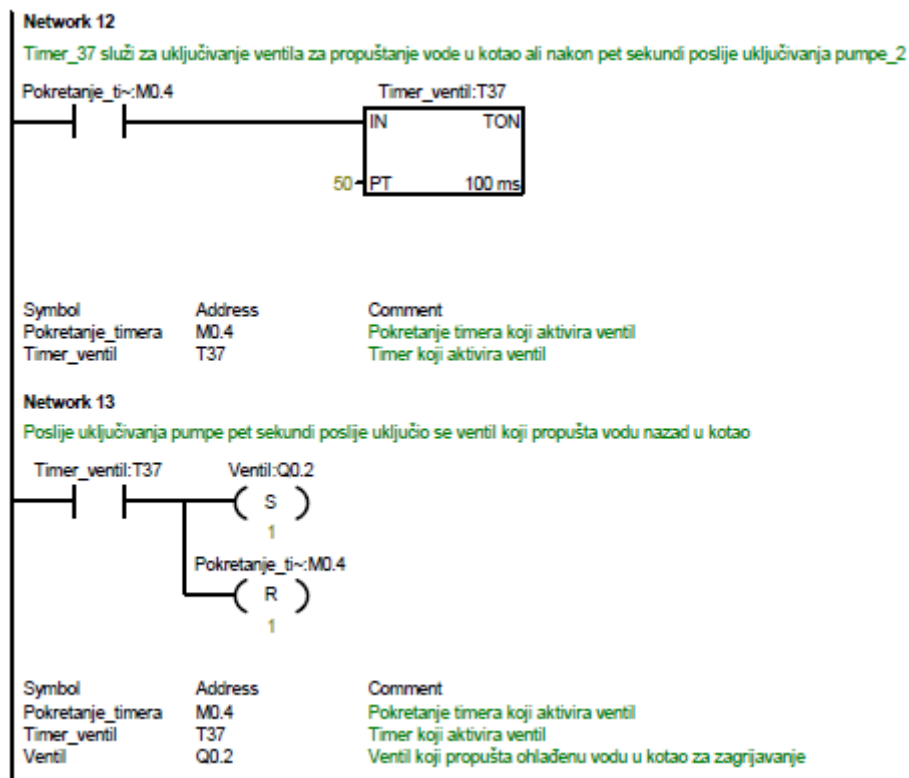 Network 12
Timer_37 služi za uključivanje ventila za propuštanje vode u kotao ali nakon pet sekundi poslije uključivanja pumpe_2
Pokretanje_ti~:M0.4 Timer_ventil:T37
IN TON
50 PT 100 ms
Symbol Address Comment
Pokretanje_timera M0.4 Pokretanje timera koji aktivira ventil
Timer_ventil T37 Timer koji aktivira ventil
Network 13
Poslije uključivanja pumpe pet sekundi poslije uključio se ventil koji propušta vodu nazad u kotao
Timer_ventil:T37 Ventil:Q0.2
S
1
Pokretanje_ti~:M0.4
R
1
Symbol Address Comment
Pokretanje_timera M0.4 Pokretanje timera koji aktivira ventil
Timer_ventil T37 Timer koji aktivira ventil
Ventil Q0.2 Ventil koji propušta ohlađenu vodu u kotao za zagrijavanje